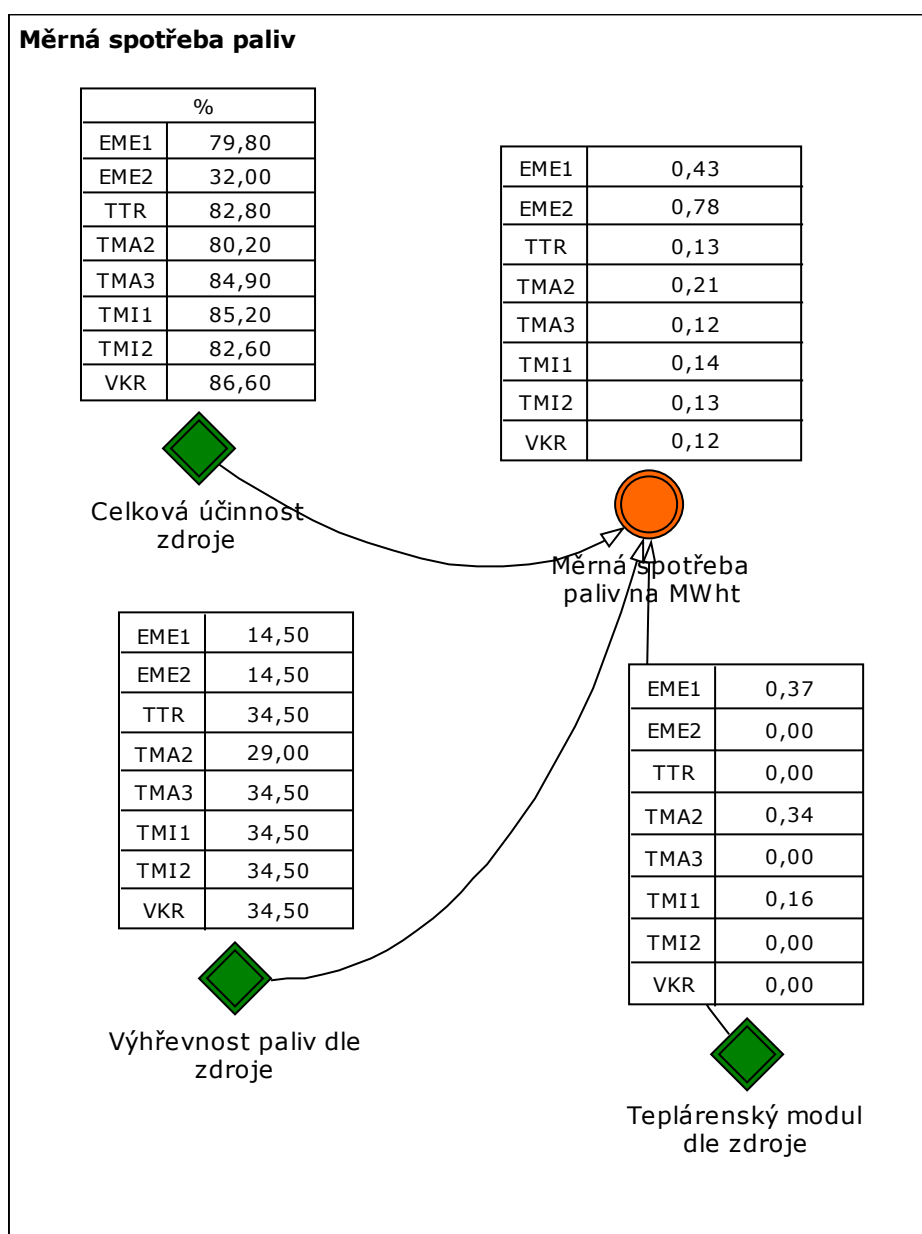 Měrná spotřeba paliv
%
EME1 79,80
EME2 32,00
TTR 82,80
TMA2 80,20
TMA3 84,90
TMI1 85,20
TMI2 82,60
VKR 86,60
Celková účinnost
zdroje
EME1 0,43
EME2 0,78
TTR 0,13
TMA2 0,21
TMA3 0,12
TMI1 0,14
TMI2 0,13
VKR 0,12
Měrná spotřeba
paliv na MWht
EME1 14,50
EME2 14,50
TTR 34,50
TMA2 29,00
TMA3 34,50
TMI1 34,50
TMI2 34,50
VKR 34,50
Výhřevnost paliv dle
zdroje
EME1 0,37
EME2 0,00
TTR 0,00
TMA2 0,34
TMA3 0,00
TMI1 0,16
TMI2 0,00
VKR 0,00
Teplárenský modul
dle zdroje